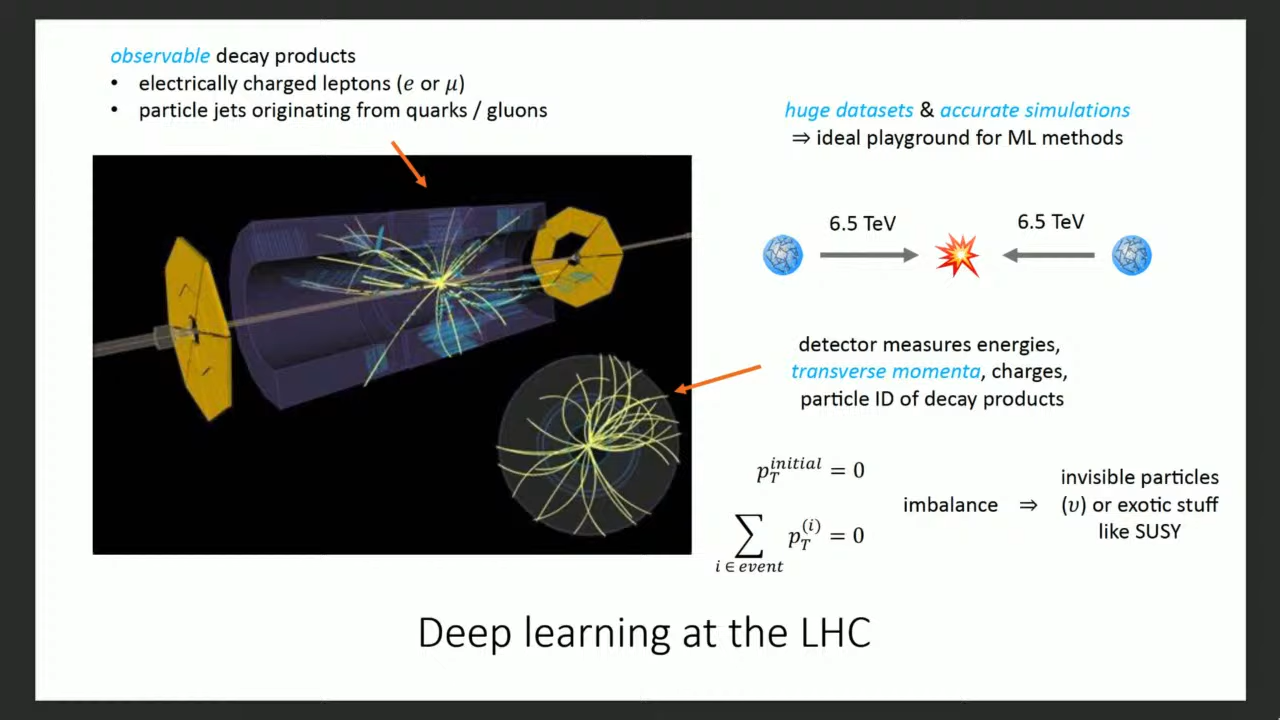 observable decay products
• electrically charged leptons (e or μ)
• particle jets originating from quarks / gluons
huge datasets & accurate simulations
⇒ ideal playground for ML methods
6.5 TeV
6.5 TeV
detector measures energies,
transverse momenta, charges,
particle ID of decay products
p_T^{initial} = 0
∑_{i ∈ event} p_T^{(i)} = 0
imbalance ⇒
invisible particles
(υ) or exotic stuff
like SUSY
Deep learning at the LHC